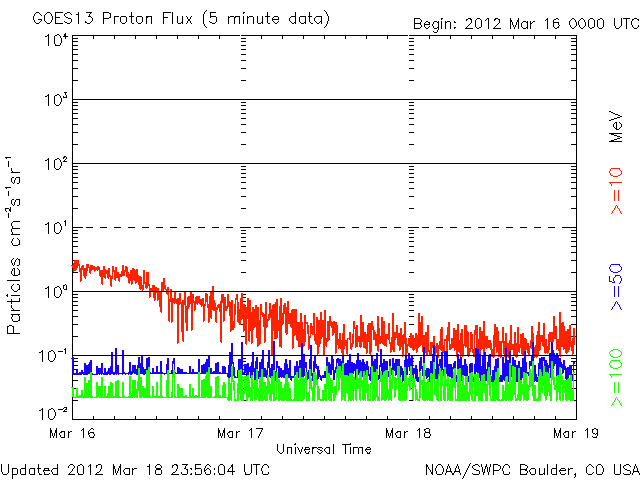 GOES13 Proton Flux (5 minute data)
Begin: 2012 Mar 16 0000 UTC
10⁴
10³
10²
10¹
10⁰
10⁻¹
10⁻²
Particles cm⁻²s⁻¹sr⁻¹
MeV
>=10
>=50
>=100
Mar 16
Mar 17
Mar 18
Mar 19
Universal Time
Updated 2012 Mar 18 23:56:04 UTC
NOAA/SWPC Boulder, CO USA